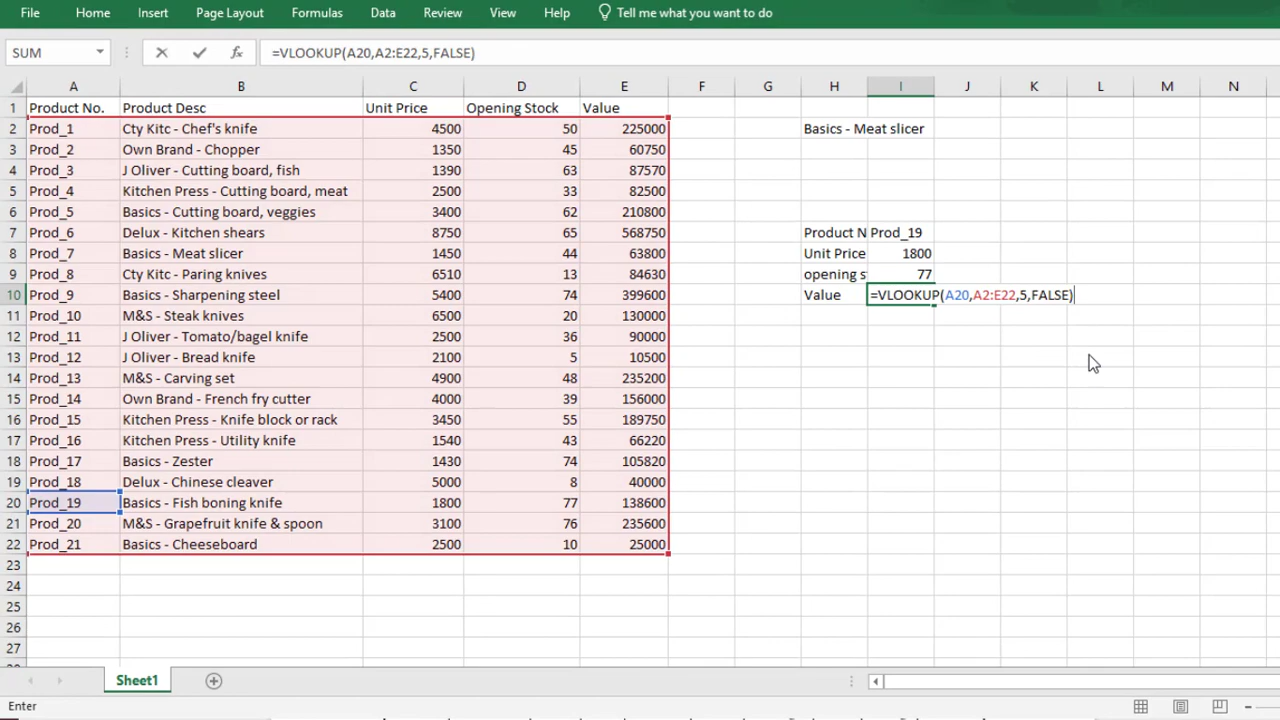 File Home Insert Page Layout Formulas Data Review View Help Tell me what you want to do
SUM fx =VLOOKUP(A20,A2:E22,5,FALSE)
A B C D E F G H I J K L M N
1 Product No. Product Desc Unit Price Opening Stock Value
2 Prod_1 Cty Kitc - Chef's knife 4500 50 225000 Basics - Meat slicer
3 Prod_2 Own Brand - Chopper 1350 45 60750
4 Prod_3 J Oliver - Cutting board, fish 1390 63 87570
5 Prod_4 Kitchen Press - Cutting board, meat 2500 33 82500
6 Prod_5 Basics - Cutting board, veggies 3400 62 210800
7 Prod_6 Delux - Kitchen shears 8750 65 568750 Product N Prod_19
8 Prod_7 Basics - Meat slicer 1450 44 63800 Unit Price 1800
9 Prod_8 Cty Kitc - Paring knives 6510 13 84630 opening s 77
10 Prod_9 Basics - Sharpening steel 5400 74 399600 Value =VLOOKUP(A20,A2:E22,5,FALSE)
11 Prod_10 M&S - Steak knives 6500 20 130000
12 Prod_11 J Oliver - Tomato/bagel knife 2500 36 90000
13 Prod_12 J Oliver - Bread knife 2100 5 10500
14 Prod_13 M&S - Carving set 4900 48 235200
15 Prod_14 Own Brand - French fry cutter 4000 39 156000
16 Prod_15 Kitchen Press - Knife block or rack 3450 55 189750
17 Prod_16 Kitchen Press - Utility knife 1540 43 66220
18 Prod_17 Basics - Zester 1430 74 105820
19 Prod_18 Delux - Chinese cleaver 5000 8 40000
20 Prod_19 Basics - Fish boning knife 1800 77 138600
21 Prod_20 M&S - Grapefruit knife & spoon 3100 76 235600
22 Prod_21 Basics - Cheeseboard 2500 10 25000
23
24
25
26
27
Sheet1
Enter